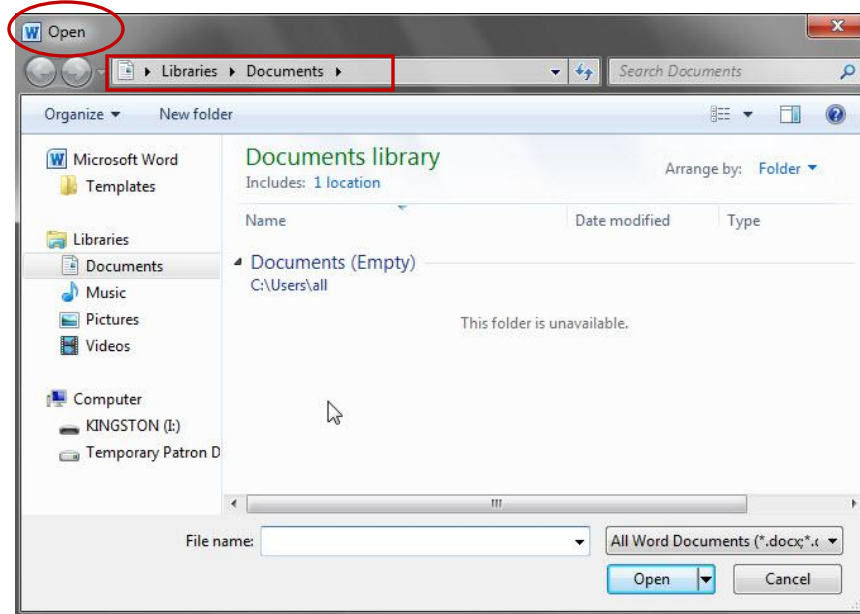 Open
Libraries Documents
Search Documents
Organize New folder
Microsoft Word
Templates
Libraries
Documents
Music
Pictures
Videos
Computer
KINGSTON (I:)
Temporary Patron D
Documents library
Includes: 1 location
Arrange by: Folder
Name Date modified Type
Documents (Empty)
C:\Users\all
This folder is unavailable.
File name:
All Word Documents (*.docx;*.
Open Cancel